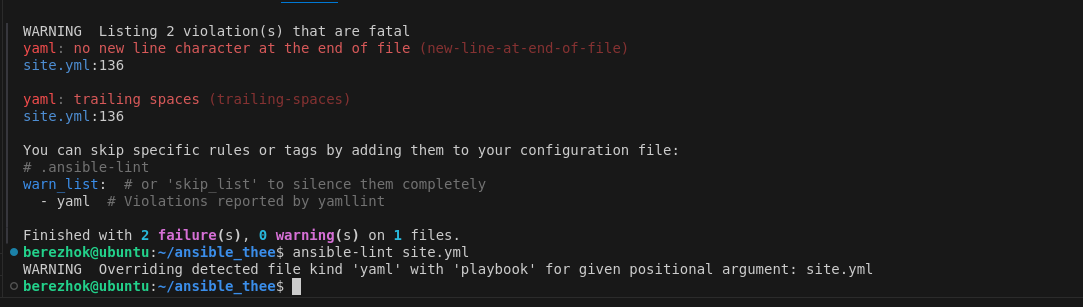 WARNING  Listing 2 violation(s) that are fatal
yaml: no new line character at the end of file (new-line-at-end-of-file)
site.yml:136
yaml: trailing spaces (trailing-spaces)
site.yml:136
You can skip specific rules or tags by adding them to your configuration file:
# .ansible-lint
warn_list:  # or 'skip_list' to silence them completely
  - yaml  # Violations reported by yamllint
Finished with 2 failure(s), 0 warning(s) on 1 files.
berezhok@ubuntu:~/ansible_thee$ ansible-lint site.yml
WARNING  Overriding detected file kind 'yaml' with 'playbook' for given positional argument: site.yml
berezhok@ubuntu:~/ansible_thee$